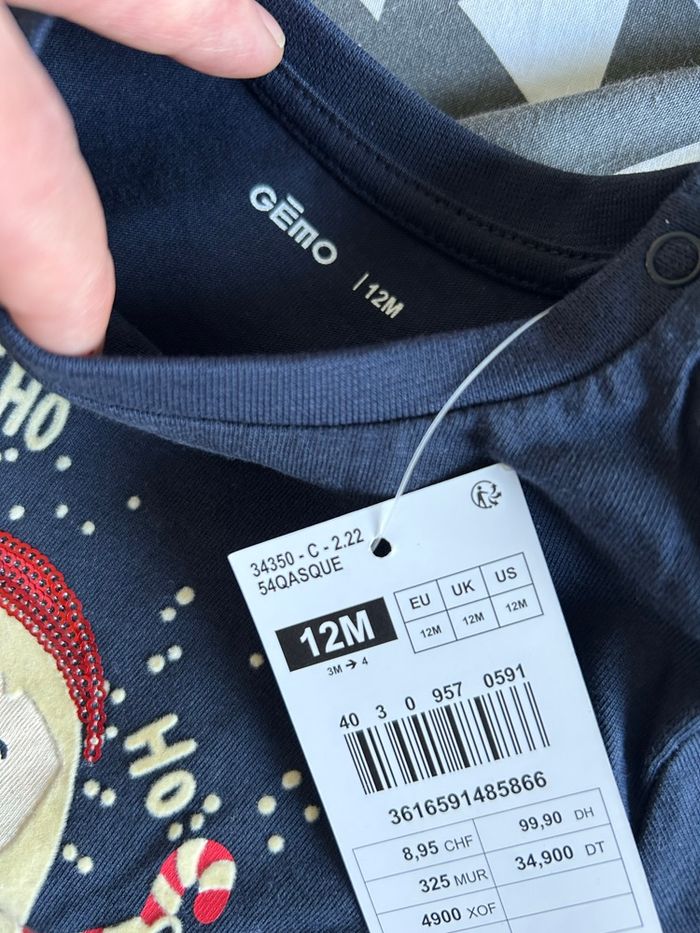 GĒMO
| 12M
HO
34350 - C - 2.22
54QASQUE
EU UK US
12M
12M 12M 12M
3M → 4
40 3 0 957 0591
3616591485866
HO
8,95 CHF 99,90 DH
325 MUR 34,900 DT
4900 XOF